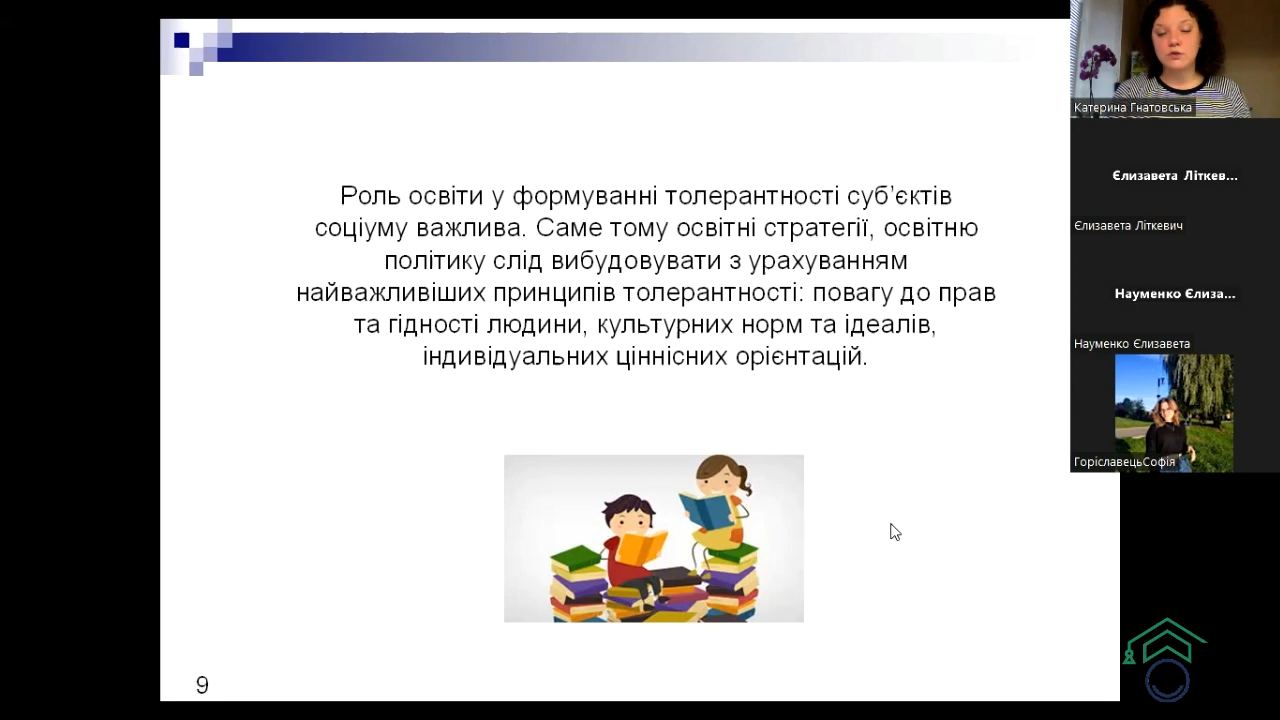 Роль освіти у формуванні толерантності суб’єктів
соціуму важлива. Саме тому освітні стратегії, освітню
політику слід вибудовувати з урахуванням
найважливіших принципів толерантності: повагу до прав
та гідності людини, культурних норм та ідеалів,
індивідуальних ціннісних орієнтацій.
9
Катерина Гнатовська
Єлизавета Літкев...
Єлизавета Літкевич
Науменко Єлиза...
Науменко Єлизавета
ГоріславецьСофія